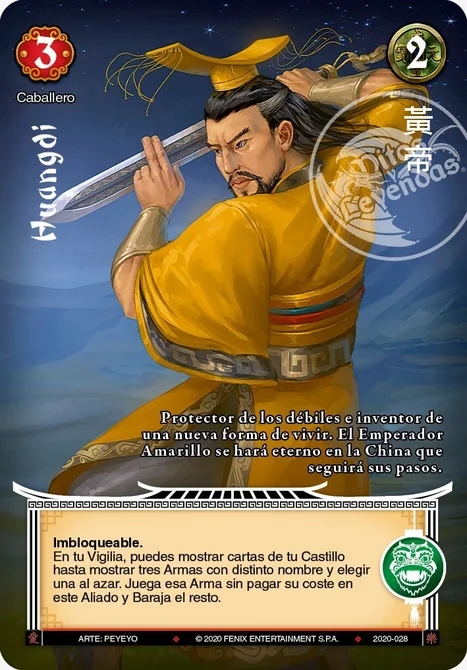 3
2
Caballero
Huangdi
黃帝
Mitos y
Leyendas.
Protector de los débiles e inventor de
una nueva forma de vivir. El Emperador
Amarillo se hará eterno en la China que
seguirá sus pasos.
Imbloqueable.
En tu Vigilia, puedes mostrar cartas de tu Castillo
hasta mostrar tres Armas con distinto nombre y elegir
una al azar. Juega esa Arma sin pagar su coste en
este Aliado y Baraja el resto.
ARTE: PEYEYO ◆ © 2020 FENIX ENTERTAINMENT S.P.A. ◆ 2020-028